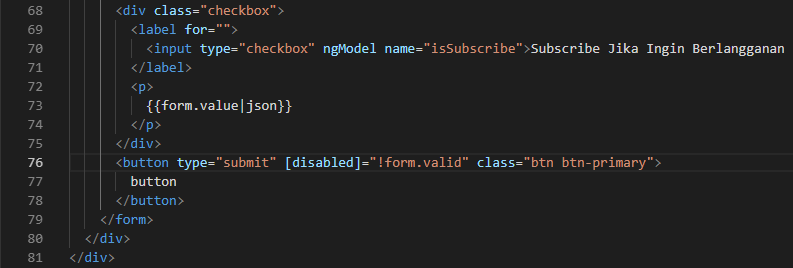 68 <div class="checkbox">
69 <label for="">
70 <input type="checkbox" ngModel name="isSubscribe">Subscribe Jika Ingin Berlangganan
71 </label>
72 <p>
73 {{form.value|json}}
74 </p>
75 </div>
76 <button type="submit" [disabled]="!form.valid" class="btn btn-primary">
77 button
78 </button>
79 </form>
80 </div>
81 </div>